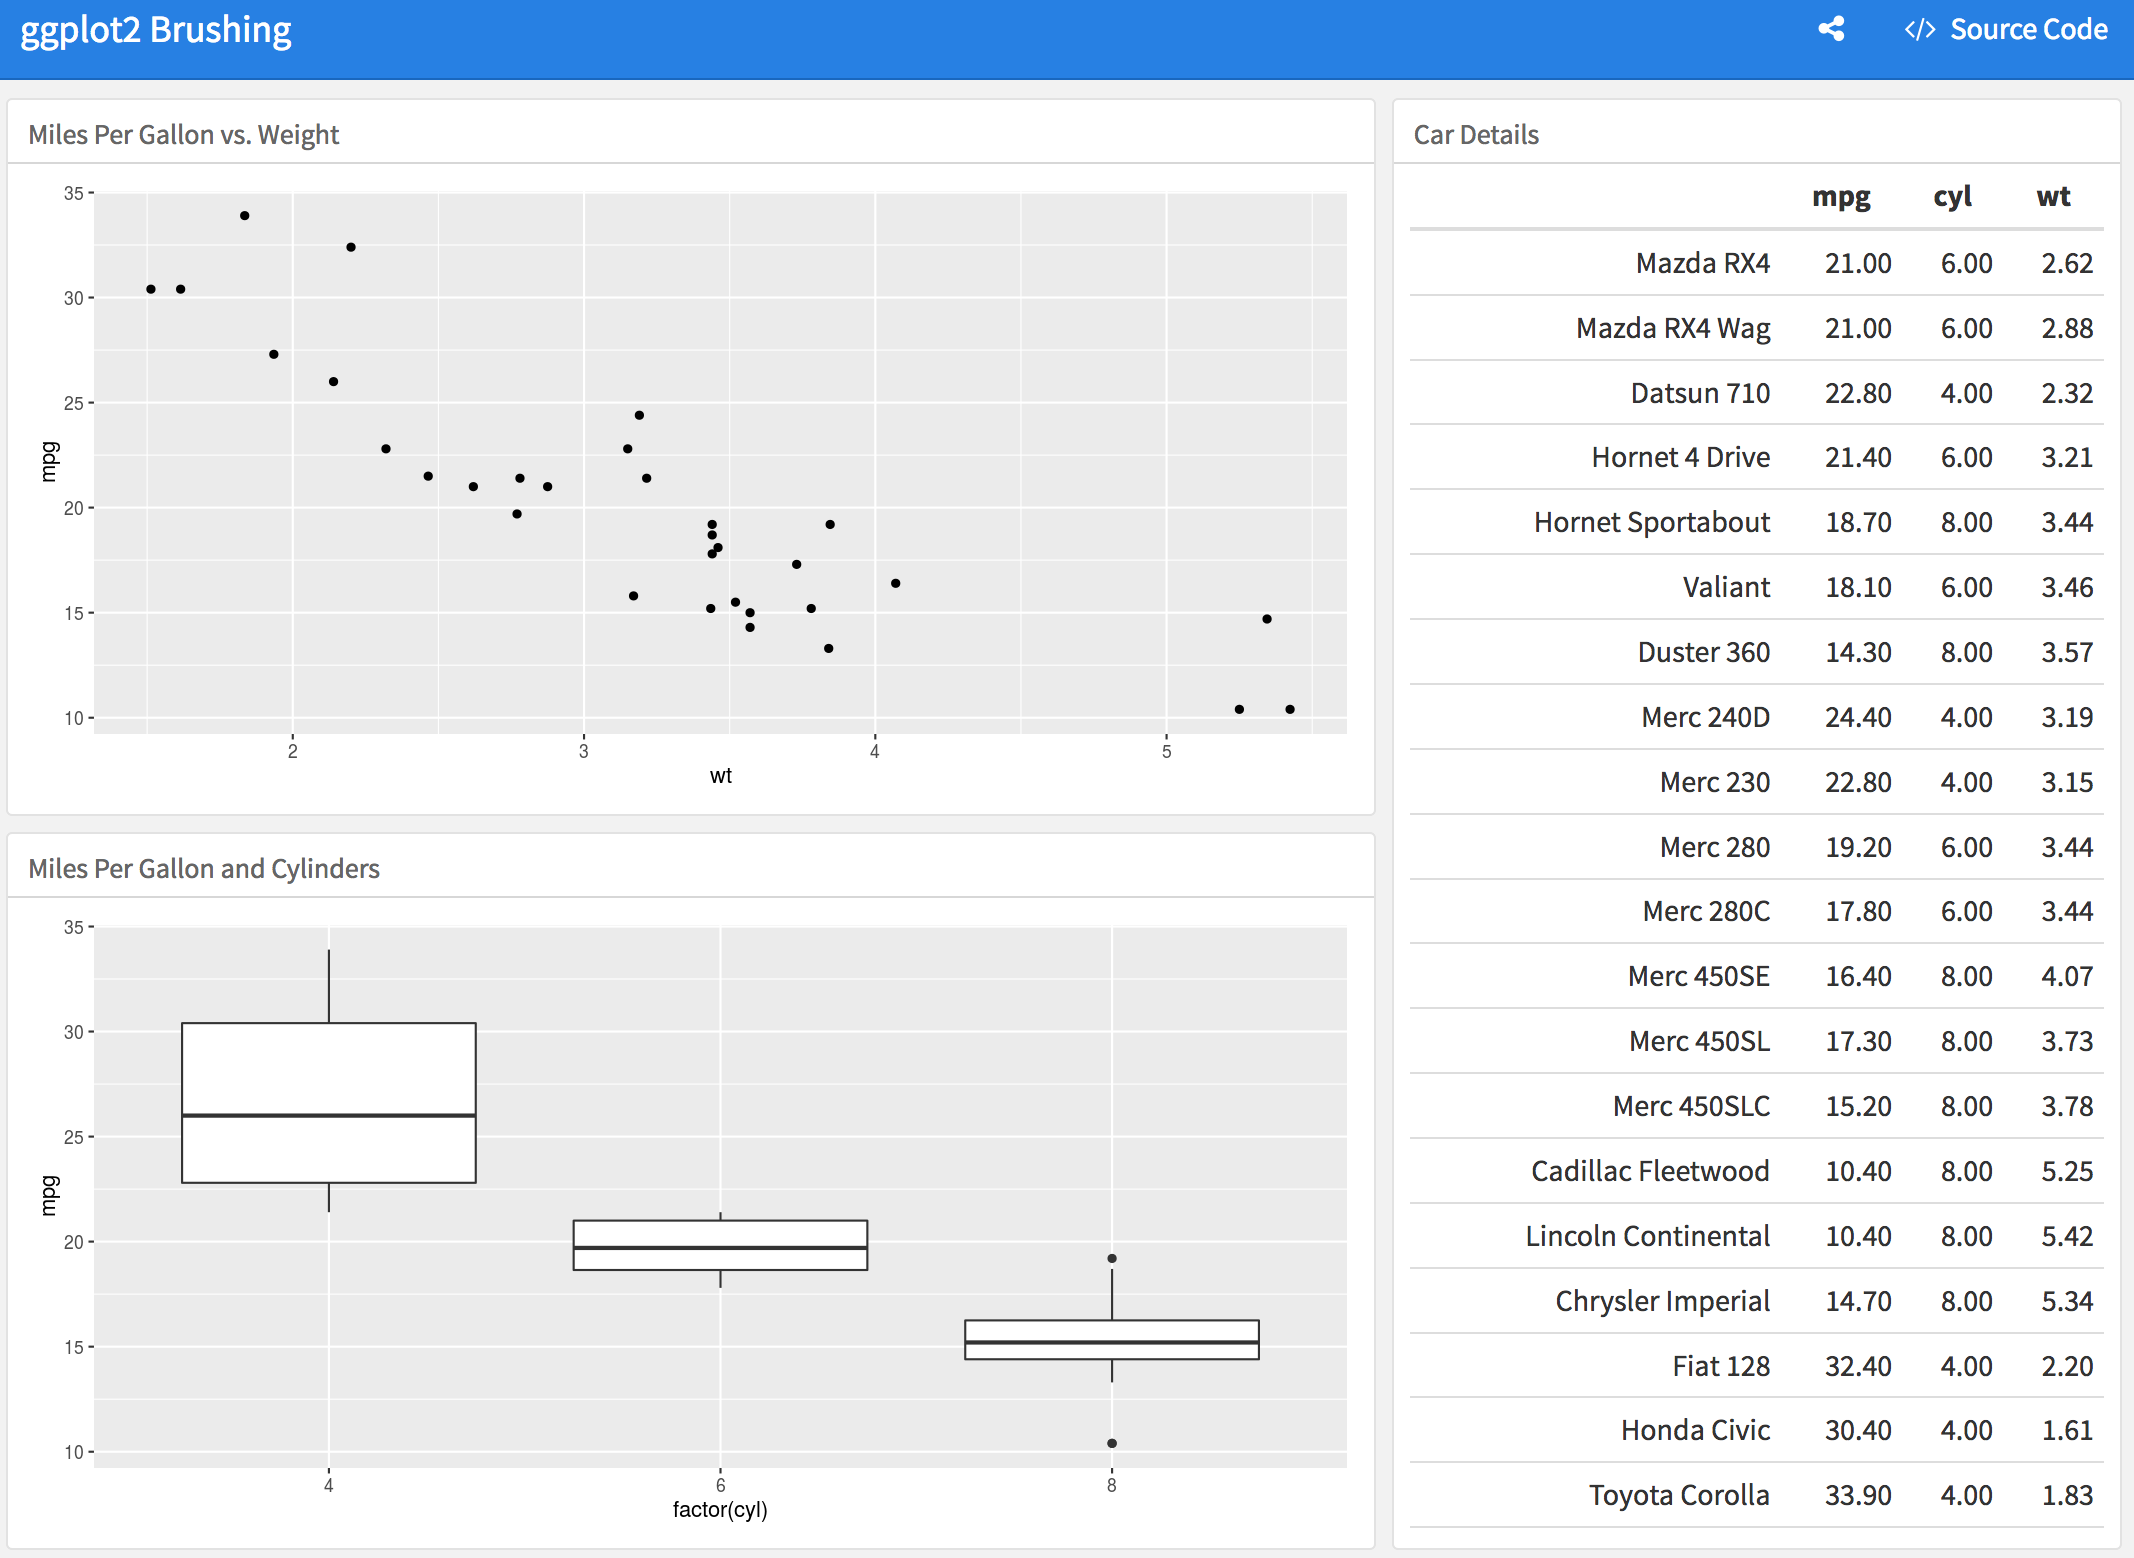 ggplot2 Brushing
</> Source Code
Miles Per Gallon vs. Weight
35
30
25
20
15
10
mpg
2 3 4 5
wt
Miles Per Gallon and Cylinders
35
30
25
20
15
10
mpg
4 6 8
factor(cyl)
Car Details
mpg cyl wt
Mazda RX4 21.00 6.00 2.62
Mazda RX4 Wag 21.00 6.00 2.88
Datsun 710 22.80 4.00 2.32
Hornet 4 Drive 21.40 6.00 3.21
Hornet Sportabout 18.70 8.00 3.44
Valiant 18.10 6.00 3.46
Duster 360 14.30 8.00 3.57
Merc 240D 24.40 4.00 3.19
Merc 230 22.80 4.00 3.15
Merc 280 19.20 6.00 3.44
Merc 280C 17.80 6.00 3.44
Merc 450SE 16.40 8.00 4.07
Merc 450SL 17.30 8.00 3.73
Merc 450SLC 15.20 8.00 3.78
Cadillac Fleetwood 10.40 8.00 5.25
Lincoln Continental 10.40 8.00 5.42
Chrysler Imperial 14.70 8.00 5.34
Fiat 128 32.40 4.00 2.20
Honda Civic 30.40 4.00 1.61
Toyota Corolla 33.90 4.00 1.83